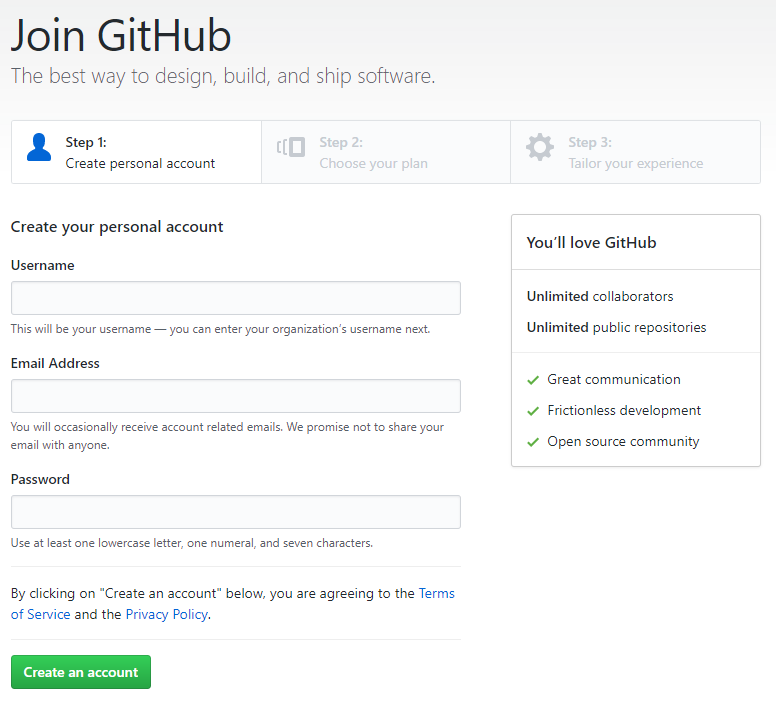 Join GitHub
The best way to design, build, and ship software.
Step 1:
Create personal account
Step 2:
Choose your plan
Step 3:
Tailor your experience
Create your personal account
Username
This will be your username — you can enter your organization’s username next.
Email Address
You will occasionally receive account related emails. We promise not to share your
email with anyone.
Password
Use at least one lowercase letter, one numeral, and seven characters.
By clicking on "Create an account" below, you are agreeing to the Terms
of Service and the Privacy Policy.
Create an account
You’ll love GitHub
Unlimited collaborators
Unlimited public repositories
Great communication
Frictionless development
Open source community